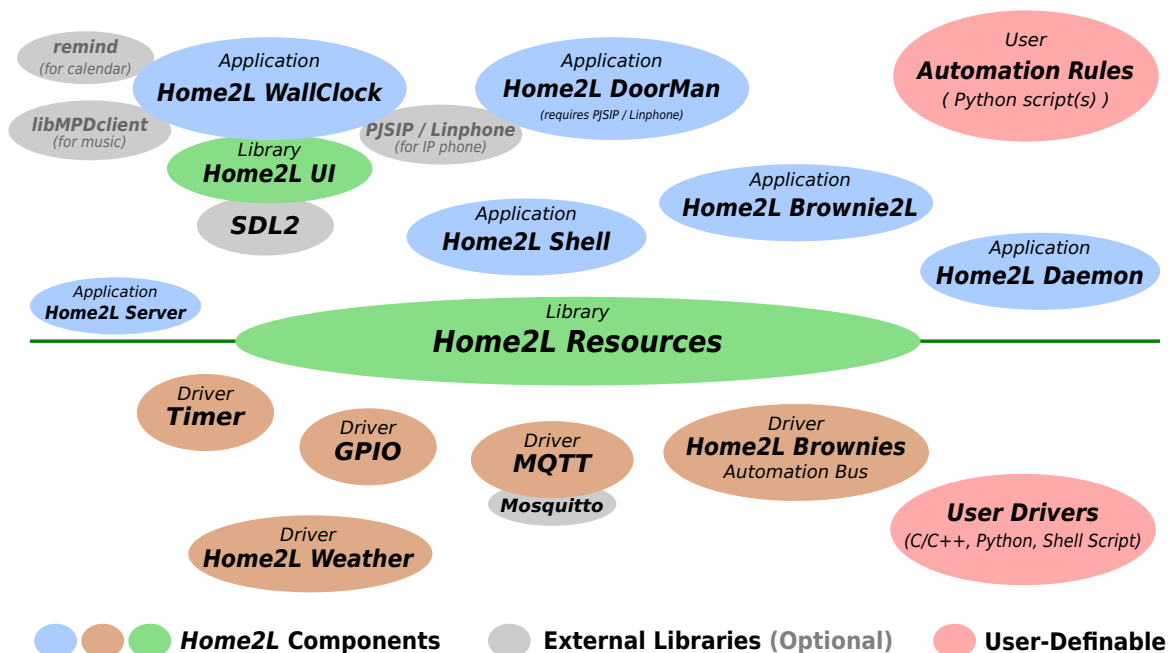 remind
(for calendar)
Application
Home2L WallClock
libMPDclient
(for music)
PJSIP / Linphone
(for IP phone)
Application
Home2L DoorMan
(requires PJSIP / Linphone)
User
Automation Rules
( Python script(s) )
Library
Home2L UI
SDL2
Application
Home2L Shell
Application
Home2L Brownie2L
Application
Home2L Daemon
Application
Home2L Server
Library
Home2L Resources
Driver
Timer
Driver
GPIO
Driver
MQTT
Mosquitto
Driver
Home2L Brownies
Automation Bus
Driver
Home2L Weather
User Drivers
(C/C++, Python, Shell Script)
Home2L Components
External Libraries (Optional)
User-Definable